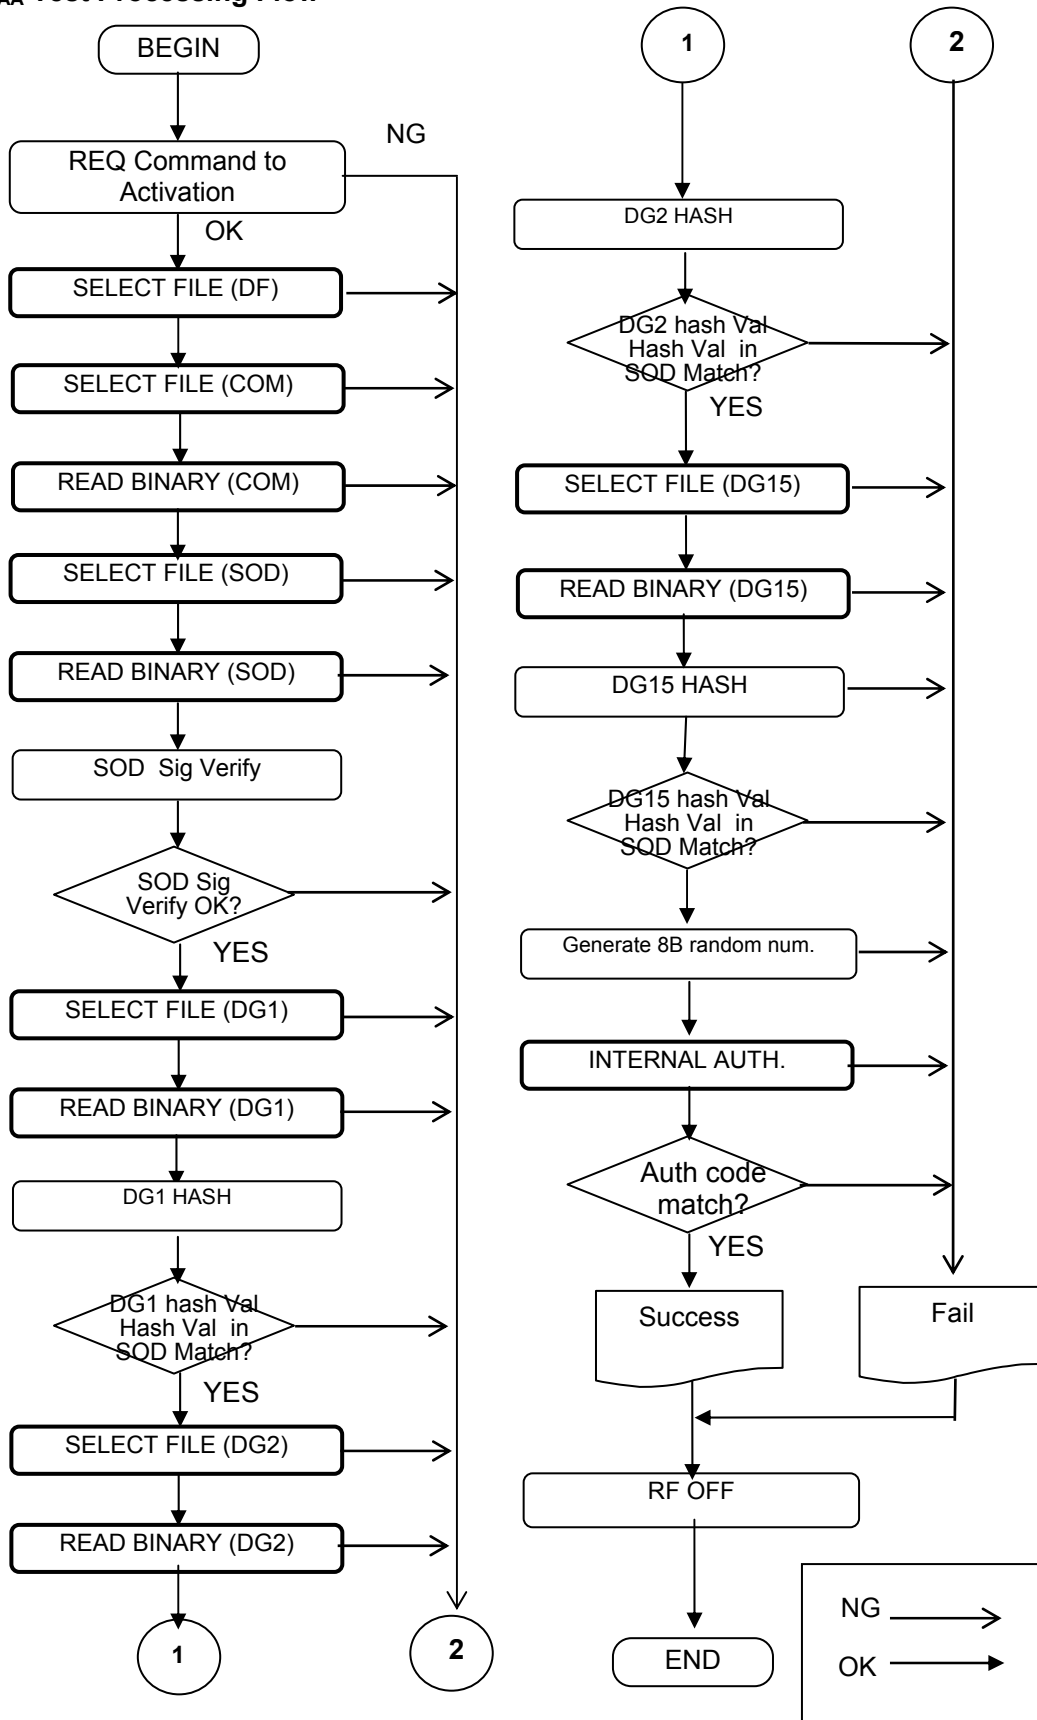 BEGIN
NG
REQ Command to
Activation
OK
SELECT FILE (DF)
SELECT FILE (COM)
READ BINARY (COM)
SELECT FILE (SOD)
READ BINARY (SOD)
SOD Sig Verify
SOD Sig
Verify OK?
YES
SELECT FILE (DG1)
READ BINARY (DG1)
DG1 HASH
DG1 hash Val
Hash Val in
SOD Match?
YES
SELECT FILE (DG2)
READ BINARY (DG2)
1
2
1
2
DG2 HASH
DG2 hash Val
Hash Val in
SOD Match?
YES
SELECT FILE (DG15)
READ BINARY (DG15)
DG15 HASH
DG15 hash Val
Hash Val in
SOD Match?
Generate 8B random num.
INTERNAL AUTH.
Auth code
match?
YES
Success
Fail
RF OFF
END
NG
OK